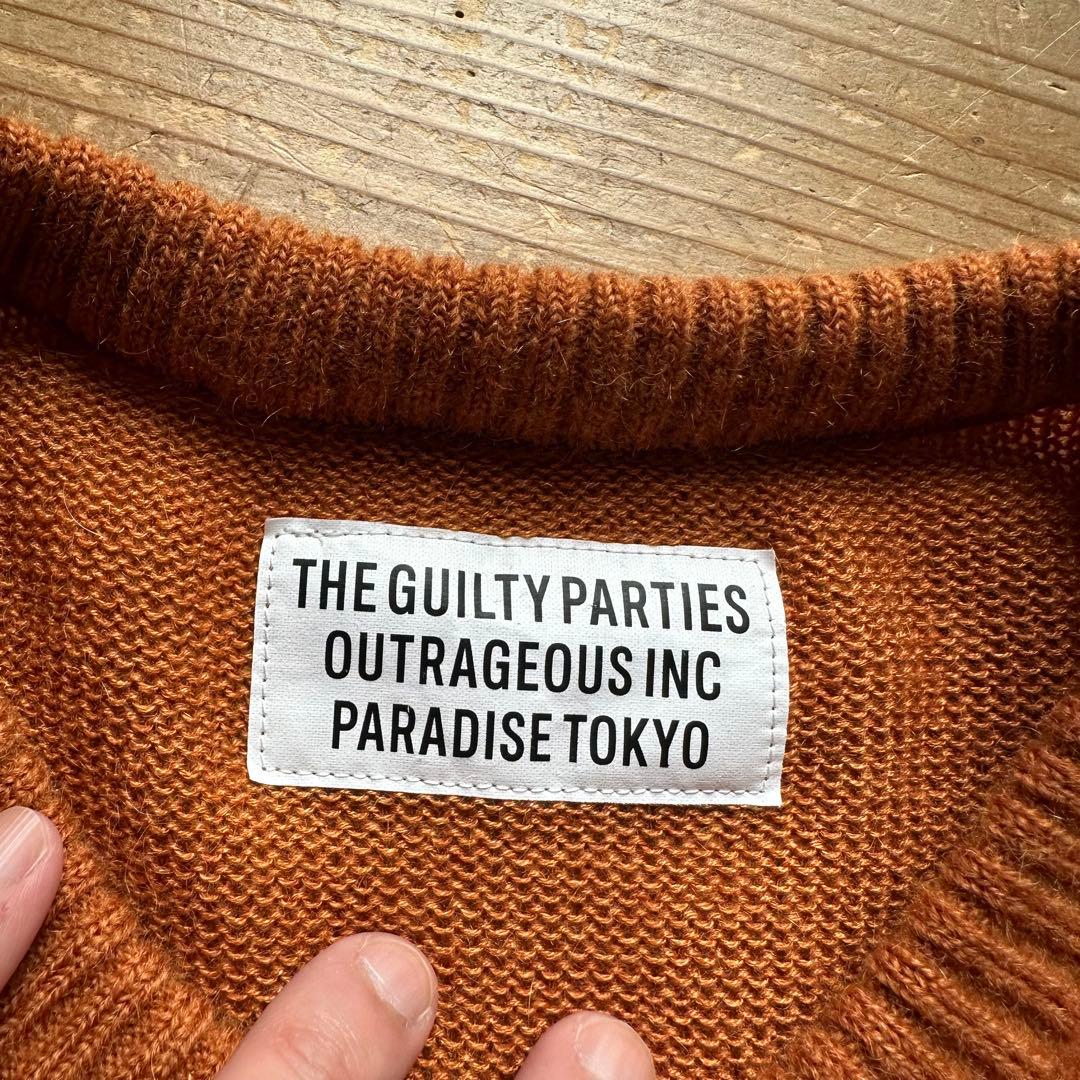 THE GUILTY PARTIES
OUTRAGEOUS INC
PARADISE TOKYO